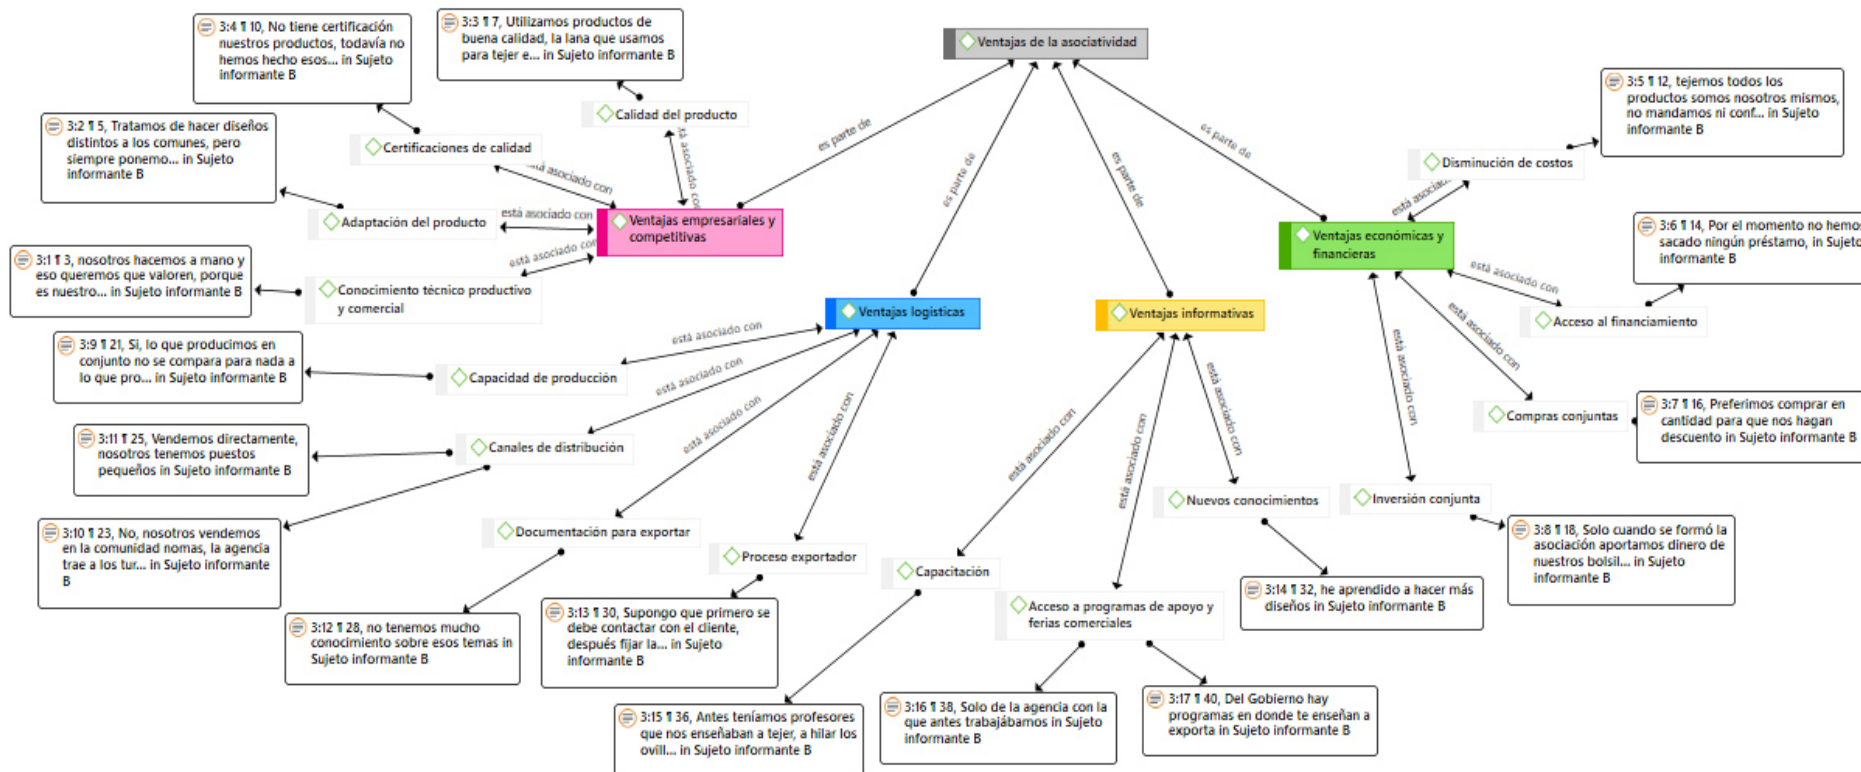 3:4 ¶ 10, No tiene certificación
nuestros productos, todavía no
hemos hecho esos... in Sujeto
informante B
3:3 ¶ 7, Utilizamos productos de
buena calidad, la lana que usamos
para tejer e... in Sujeto
informante B
Ventajas de la asociatividad
3:5 ¶ 12, tejemos todos los
productos somos nosotros mismos,
no mandamos ni conf... in Sujeto
informante B
3:2 ¶ 5, Tratamos de hacer diseños
distintos a los comunes, pero
siempre ponemo... in Sujeto
informante B
Calidad del producto
Certificaciones de calidad
Adaptación del producto
Conocimiento técnico productivo
y comercial
está asociado con
está asociado con
está asociado con
está asociado con
Ventajas empresariales y
competitivas
es parte de
es parte de
es parte de
es parte de
Disminución de costos
está asociado
Ventajas económicas y
financieras
3:6 ¶ 14, Por el momento no hemos
sacado ningún préstamo, in Sujeto
informante B
está asociado con
Acceso al financiamiento
3:1 ¶ 3, nosotros hacemos a mano y
eso queremos que valoren, porque
es nuestro... in Sujeto
informante B
Ventajas logísticas
Ventajas informativas
3:9 ¶ 21, Si, lo que producimos en
conjunto no se compara para nada a
lo que pro... in Sujeto
informante B
está asociado con
Capacidad de producción
está asociado con
Canales de distribución
está asociado con
está asociado con
está asociado con
está asociado con
está asociado con
está asociado con
está asociado con
Compras conjuntas
3:7 ¶ 16, Preferimos comprar en
cantidad para que nos hagan
descuento in Sujeto
informante B
3:11 ¶ 25, Vendemos directamente,
nosotros tenemos puestos
pequeños in Sujeto
informante B
Nuevos conocimientos
Inversión conjunta
3:10 ¶ 23, No, nosotros vendemos
en la comunidad nomas, la agencia
trae a los tur... in Sujeto informante
B
Documentación para exportar
Proceso exportador
Capacitación
3:8 ¶ 18, Solo cuando se formó la
asociación aportamos dinero de
nuestros bolsil... in Sujeto
informante B
3:14 ¶ 32, he aprendido a hacer más
diseños in Sujeto informante B
Acceso a programas de apoyo y
ferias comerciales
3:12 ¶ 28, no tenemos mucho
conocimiento sobre esos temas in
Sujeto informante B
3:13 ¶ 30, Supongo que primero se
debe contactar con el cliente,
después fijar la... in Sujeto
informante B
3:15 ¶ 36, Antes teníamos profesores
que nos enseñaban a tejer, a hilar los
ovill... in Sujeto informante B
3:16 ¶ 38, Solo de la agencia con la
que antes trabajábamos in Sujeto
informante B
3:17 ¶ 40, Del Gobierno hay
programas en donde te enseñan a
exporta in Sujeto informante B